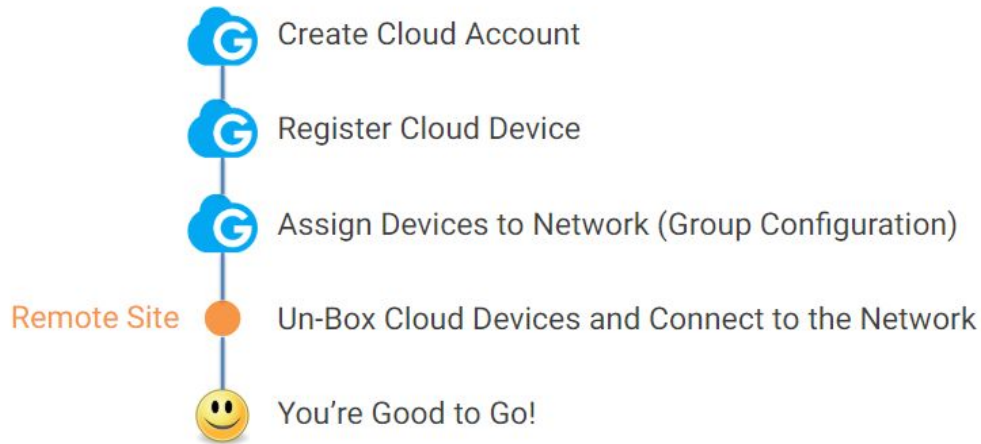 Create Cloud Account
Register Cloud Device
Assign Devices to Network (Group Configuration)
Remote Site Un-Box Cloud Devices and Connect to the Network
You're Good to Go!